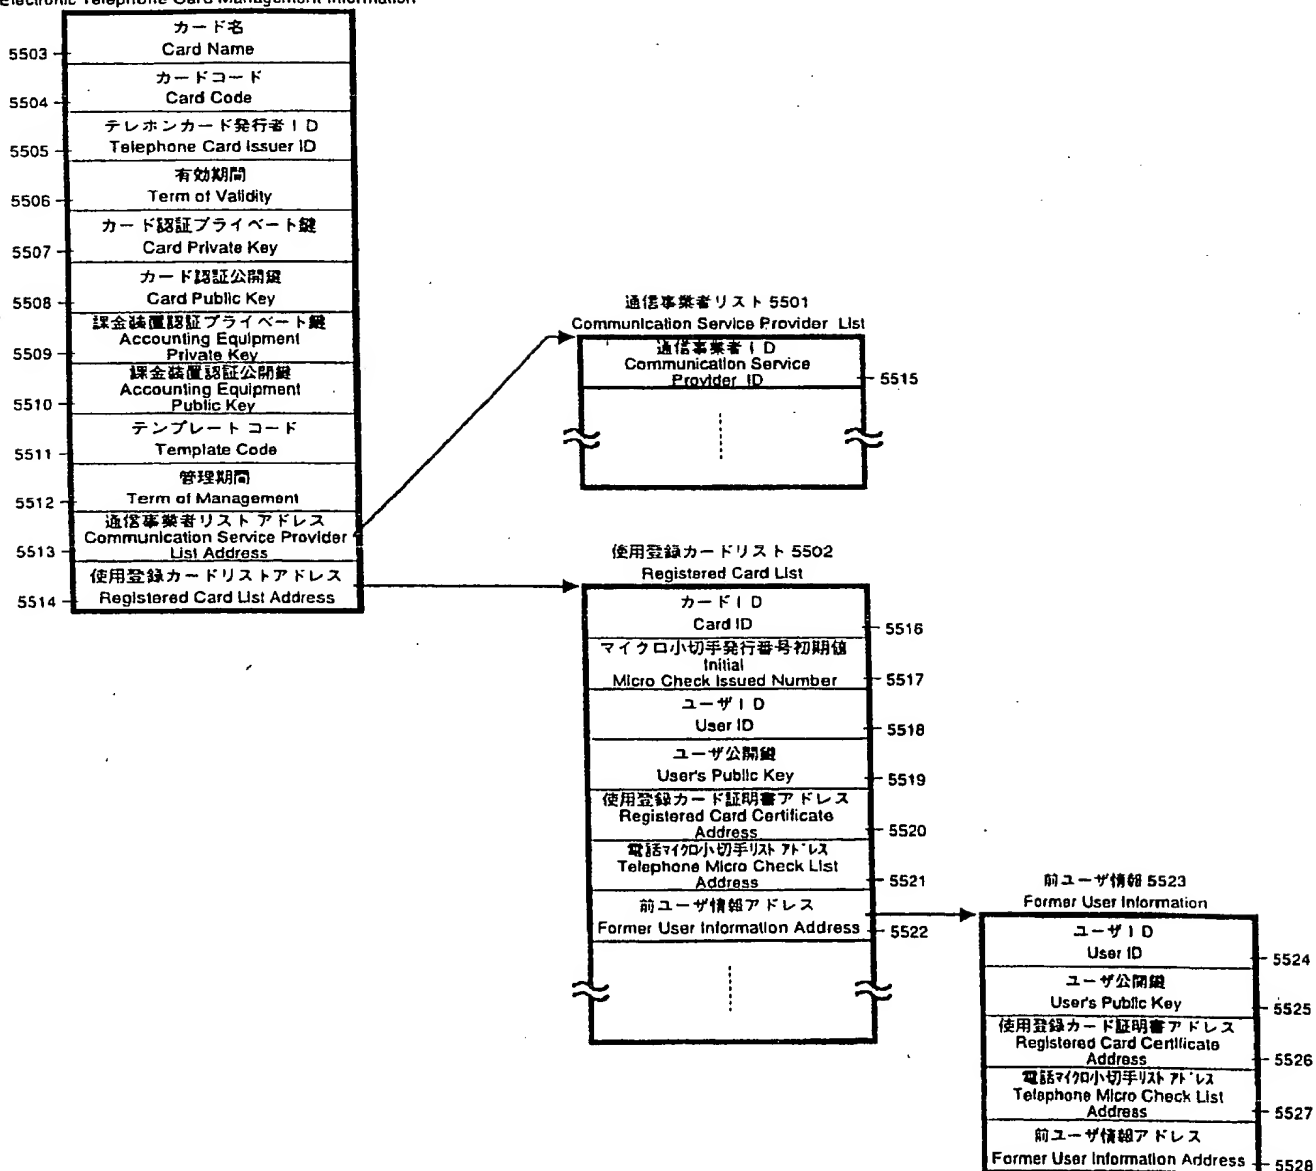 Electronic Telephone Card Management Information
カード名
Card Name
5503
カードコード
Card Code
5504
テレホンカード発行者ID
Telephone Card Issuer ID
5505
有効期間
Term of Validity
5506
カード認証プライベート鍵
Card Private Key
5507
カード認証公開鍵
Card Public Key
5508
課金装置認証プライベート鍵
Accounting Equipment
Private Key
5509
課金装置認証公開鍵
Accounting Equipment
Public Key
5510
テンプレート コード
Template Code
5511
管理期間
Term of Management
5512
通信事業者リスト アドレス
Communication Service Provider
List Address
5513
使用登録カードリストアドレス
Registered Card List Address
5514
通信事業者リスト 5501
Communication Service Provider List
通信事業者ID
Communication Service
Provider ID
5515
使用登録カードリスト 5502
Registered Card List
カードID
Card ID
5516
マイクロ小切手発行番号初期値
Initial
Micro Check Issued Number
5517
ユーザID
User ID
5518
ユーザ公開鍵
User's Public Key
5519
使用登録カード証明書アドレス
Registered Card Certificate
Address
5520
電話マイクロ小切手リスト アドレス
Telephone Micro Check List
Address
5521
前ユーザ情報アドレス
Former User Information Address
5522
前ユーザ情報 5523
Former User Information
ユーザID
User ID
5524
ユーザ公開鍵
User's Public Key
5525
使用登録カード証明書アドレス
Registered Card Certificate
Address
5526
電話マイクロ小切手リスト アドレス
Telephone Micro Check List
Address
5527
前ユーザ情報アドレス
Former User Information Address
5528